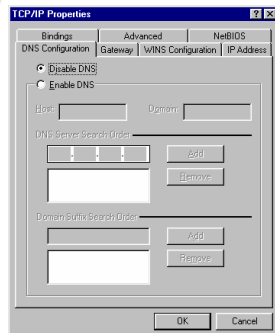 TCP/IP Properties
Bindings Advanced NetBIOS
DNS Configuration Gateway WINS Configuration IP Address
Disable DNS
Enable DNS
Host: Domain:
DNS Server Search Order
Add
Remove
Domain Suffix Search Order
Add
Remove
OK Cancel